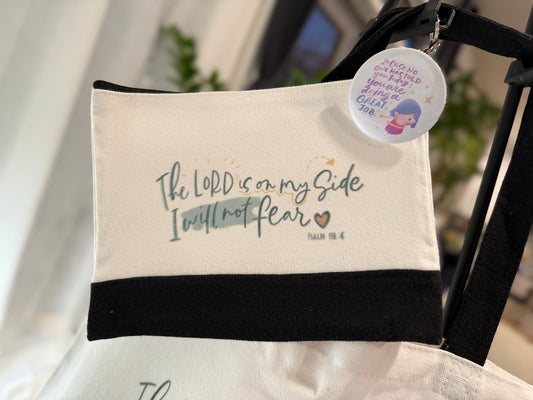 In case no
one has told
you today:
You are
doing a
GREAT
JOB.
The LORD is on my side
I will not fear
PSALM 118:6
The